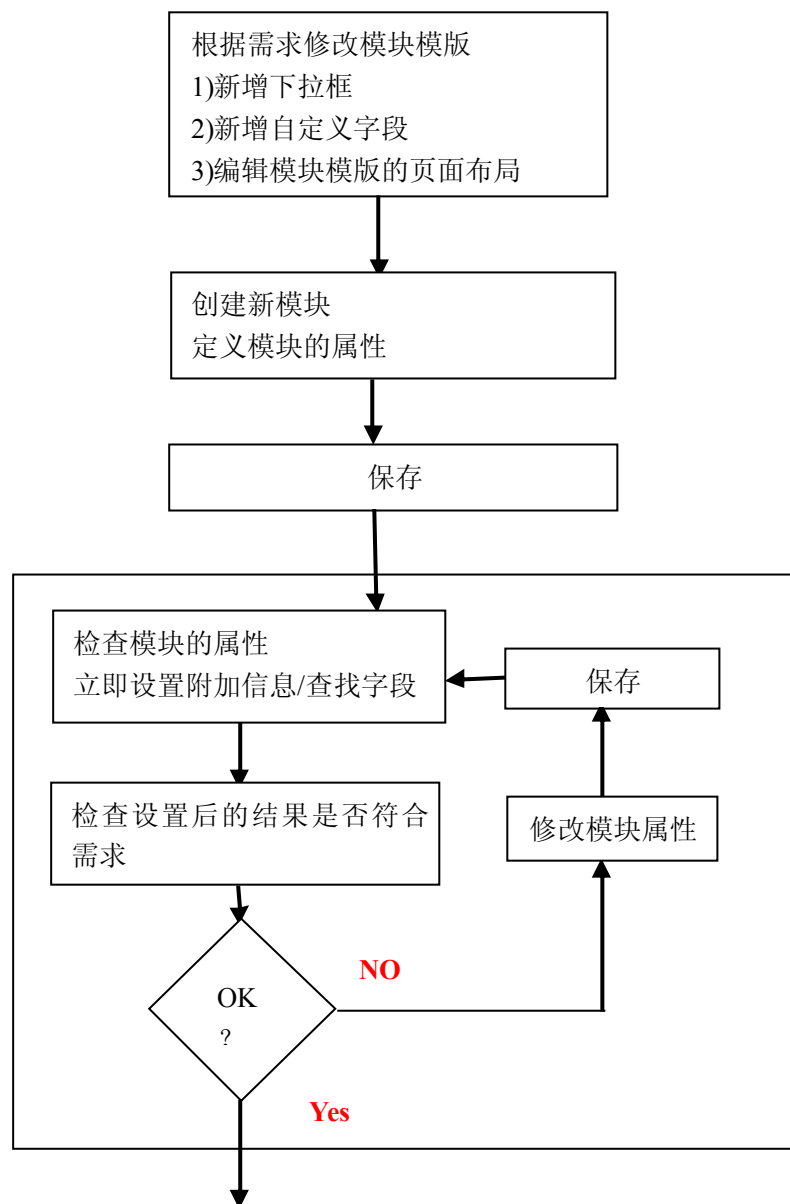 根据需求修改模块模版
1)新增下拉框
2)新增自定义字段
3)编辑模块模版的页面布局
创建新模块
定义模块的属性
保存
检查模块的属性
立即设置附加信息/查找字段
保存
检查设置后的结果是否符合
需求
修改模块属性
NO
OK
？
Yes